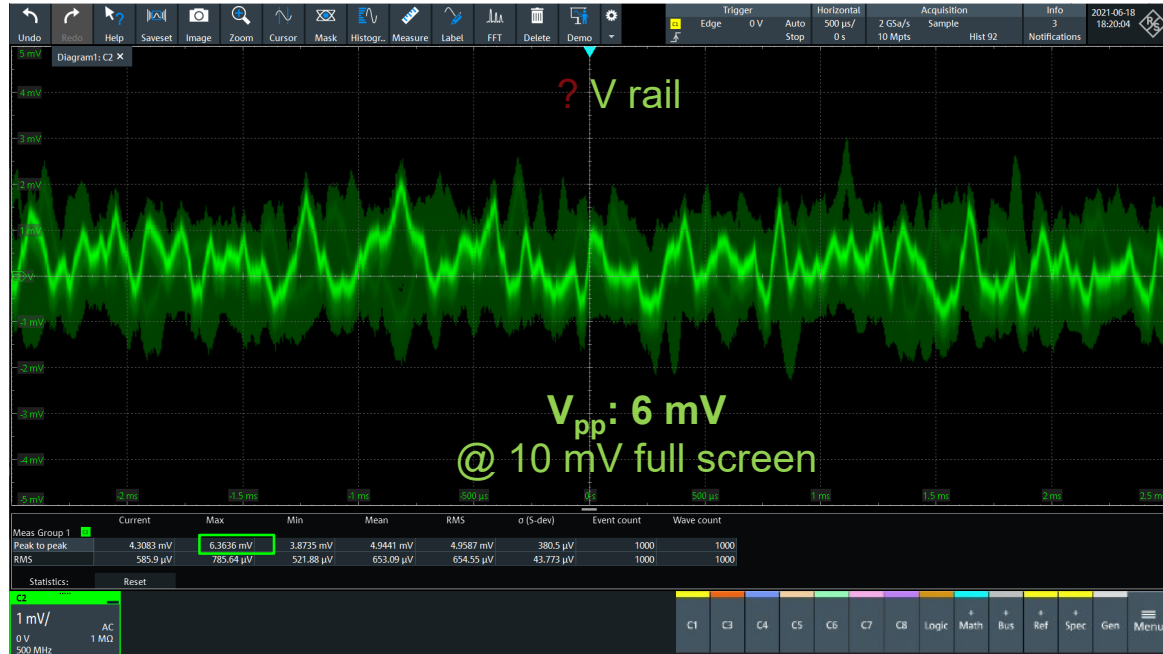 Undo Redo Help Saveset Image Zoom Cursor Mask Histogr.. Measure Label FFT Delete Demo
Trigger Horizontal Acquisition Info 2021-06-18
C1 Edge 0 V Auto 500 µs/ 2 GSa/s Sample 3 18:20:04
Stop 0 s 10 Mpts Hist 92 Notifications
5 mV Diagram1: C2 ✕
4 mV
? V rail
3 mV
2 mV
1 mV
0 V
-1 mV
-2 mV
-3 mV
Vpp: 6 mV
@ 10 mV full screen
-4 mV
-5 mV -2 ms -1.5 ms -1 ms -500 µs 0 s 500 µs 1 ms 1.5 ms 2 ms 2.5 m
Current Max Min Mean RMS σ (S-dev) Event count Wave count
Meas Group 1
Peak to peak 4.3083 mV 6.3636 mV 3.8735 mV 4.9441 mV 4.9587 mV 380.5 µV 1000 1000
RMS 585.9 µV 785.64 µV 521.88 µV 653.09 µV 654.55 µV 43.773 µV 1000 1000
Statistics: Reset
C2
1 mV/ AC
0 V 1 MΩ
500 MHz
C1 C3 C4 C5 C6 C7 C8 Logic + Math + Bus + Ref + Spec Gen Menu